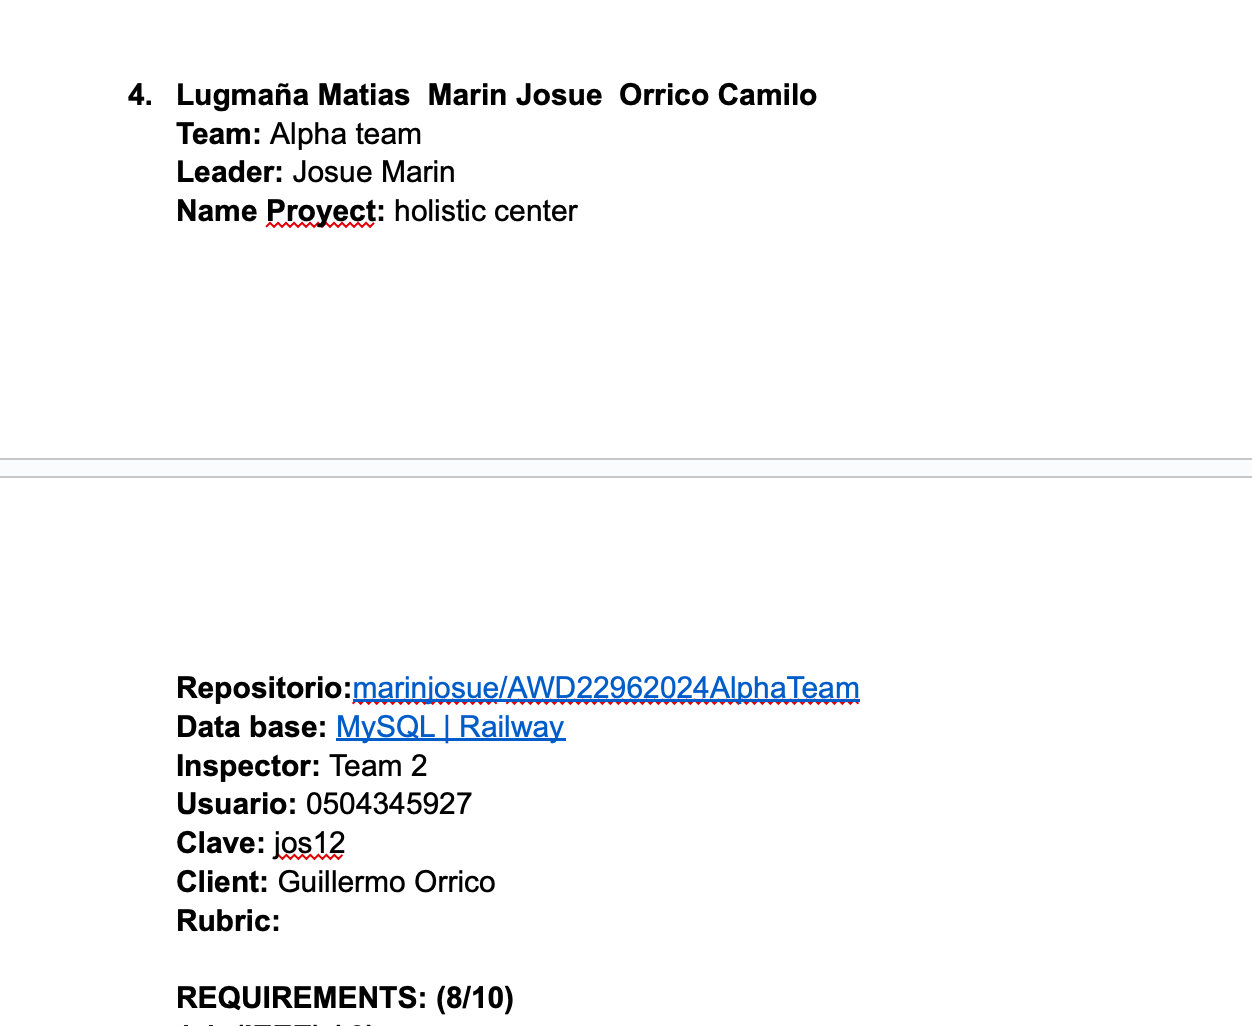 4. Lugmaña Matias Marin Josue Orrico Camilo
Team: Alpha team
Leader: Josue Marin
Name Proyect: holistic center
Repositorio:marinjosue/AWD22962024AlphaTeam
Data base: MySQL | Railway
Inspector: Team 2
Usuario: 0504345927
Clave: jos12
Client: Guillermo Orrico
Rubric:
REQUIREMENTS: (8/10)